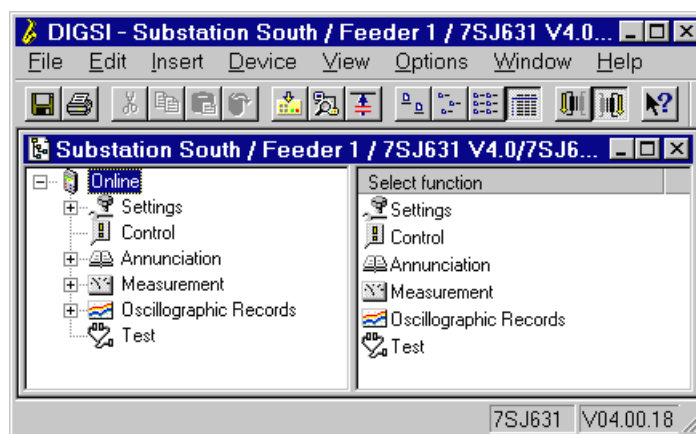 DIGSI - Substation South / Feeder 1 / 7SJ631 V4.0...
File Edit Insert Device View Options Window Help
Substation South / Feeder 1 / 7SJ631 V4.0/7SJ6...
Online
Settings
Control
Annunciation
Measurement
Oscillographic Records
Test
Select function
Settings
Control
Annunciation
Measurement
Oscillographic Records
Test
7SJ631 V04.00.18